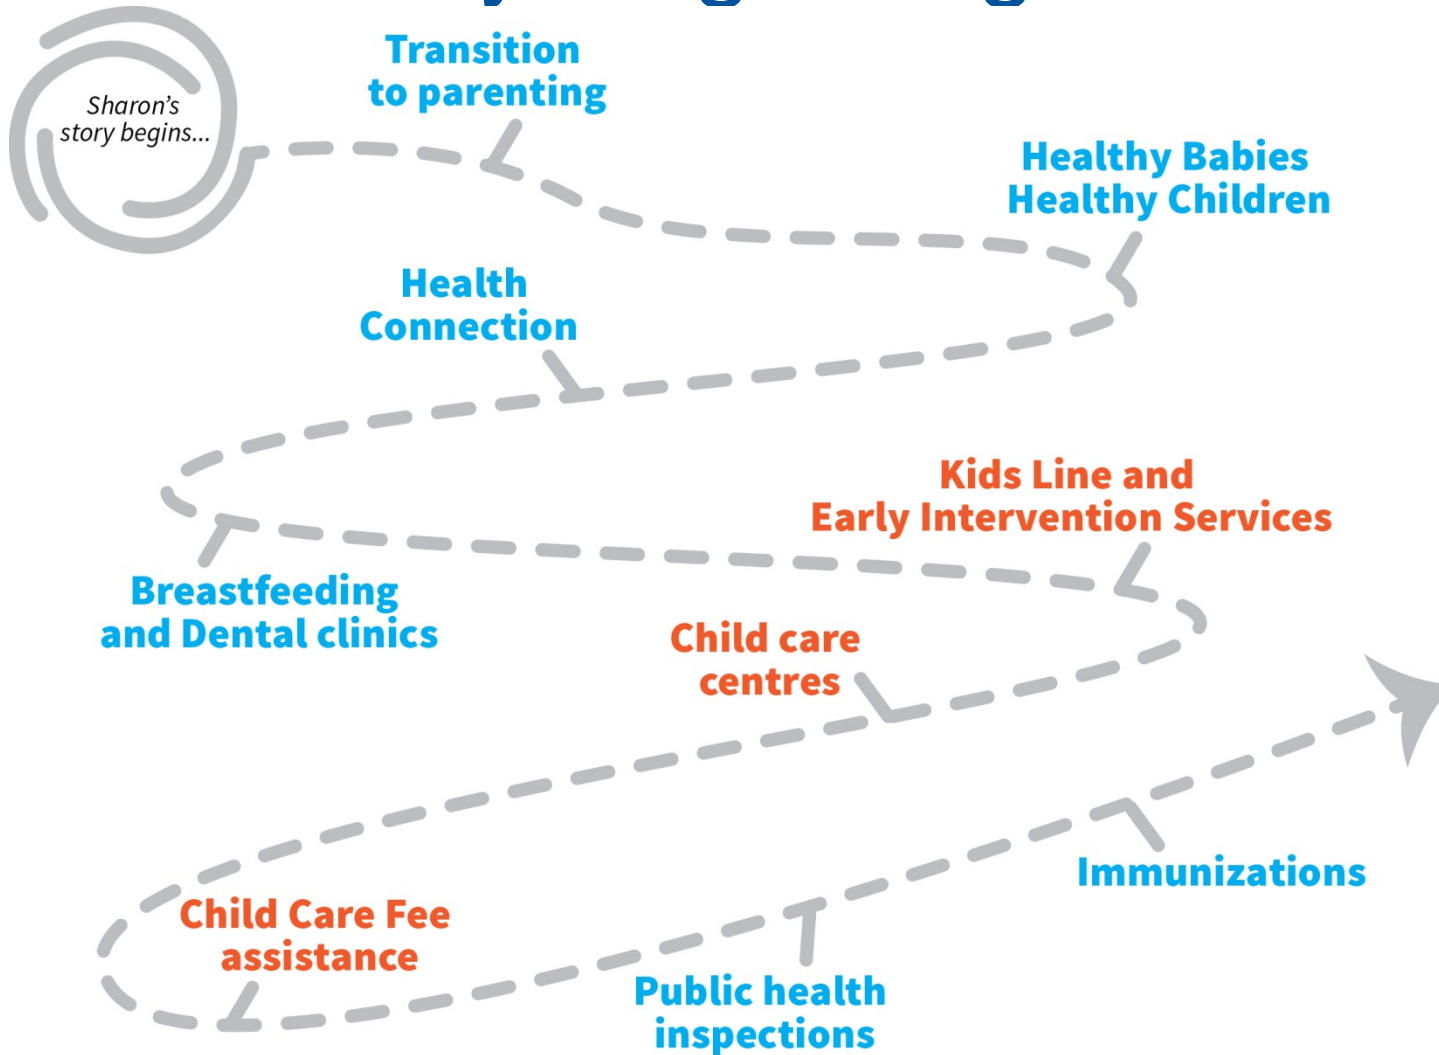 Sharon's
story begins...
Transition
to parenting
Healthy Babies
Healthy Children
Health
Connection
Kids Line and
Early Intervention Services
Breastfeeding
and Dental clinics
Child care
centres
Immunizations
Child Care Fee
assistance
Public health
inspections